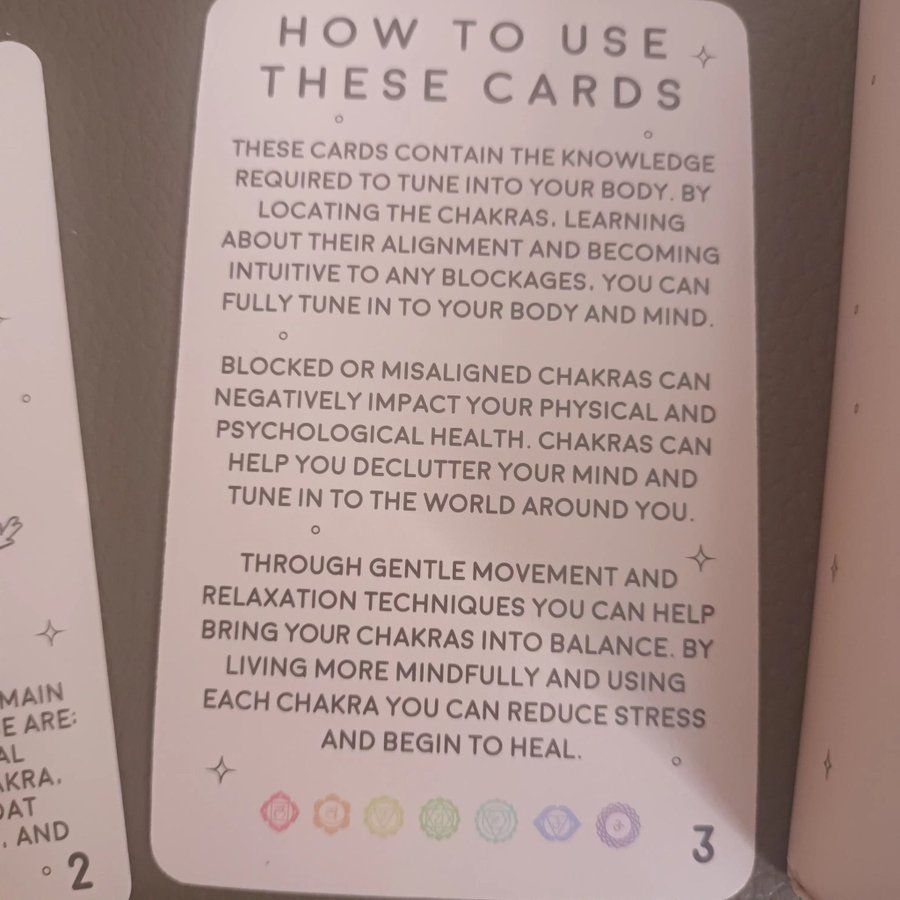 HOW TO USE
THESE CARDS
THESE CARDS CONTAIN THE KNOWLEDGE
REQUIRED TO TUNE INTO YOUR BODY. BY
LOCATING THE CHAKRAS, LEARNING
ABOUT THEIR ALIGNMENT AND BECOMING
INTUITIVE TO ANY BLOCKAGES, YOU CAN
FULLY TUNE IN TO YOUR BODY AND MIND.
BLOCKED OR MISALIGNED CHAKRAS CAN
NEGATIVELY IMPACT YOUR PHYSICAL AND
PSYCHOLOGICAL HEALTH. CHAKRAS CAN
HELP YOU DECLUTTER YOUR MIND AND
TUNE IN TO THE WORLD AROUND YOU.
THROUGH GENTLE MOVEMENT AND
RELAXATION TECHNIQUES YOU CAN HELP
BRING YOUR CHAKRAS INTO BALANCE. BY
LIVING MORE MINDFULLY AND USING
EACH CHAKRA YOU CAN REDUCE STRESS
AND BEGIN TO HEAL.
3
MAIN
E ARE:
AL
AKRA,
OAT
, AND
2